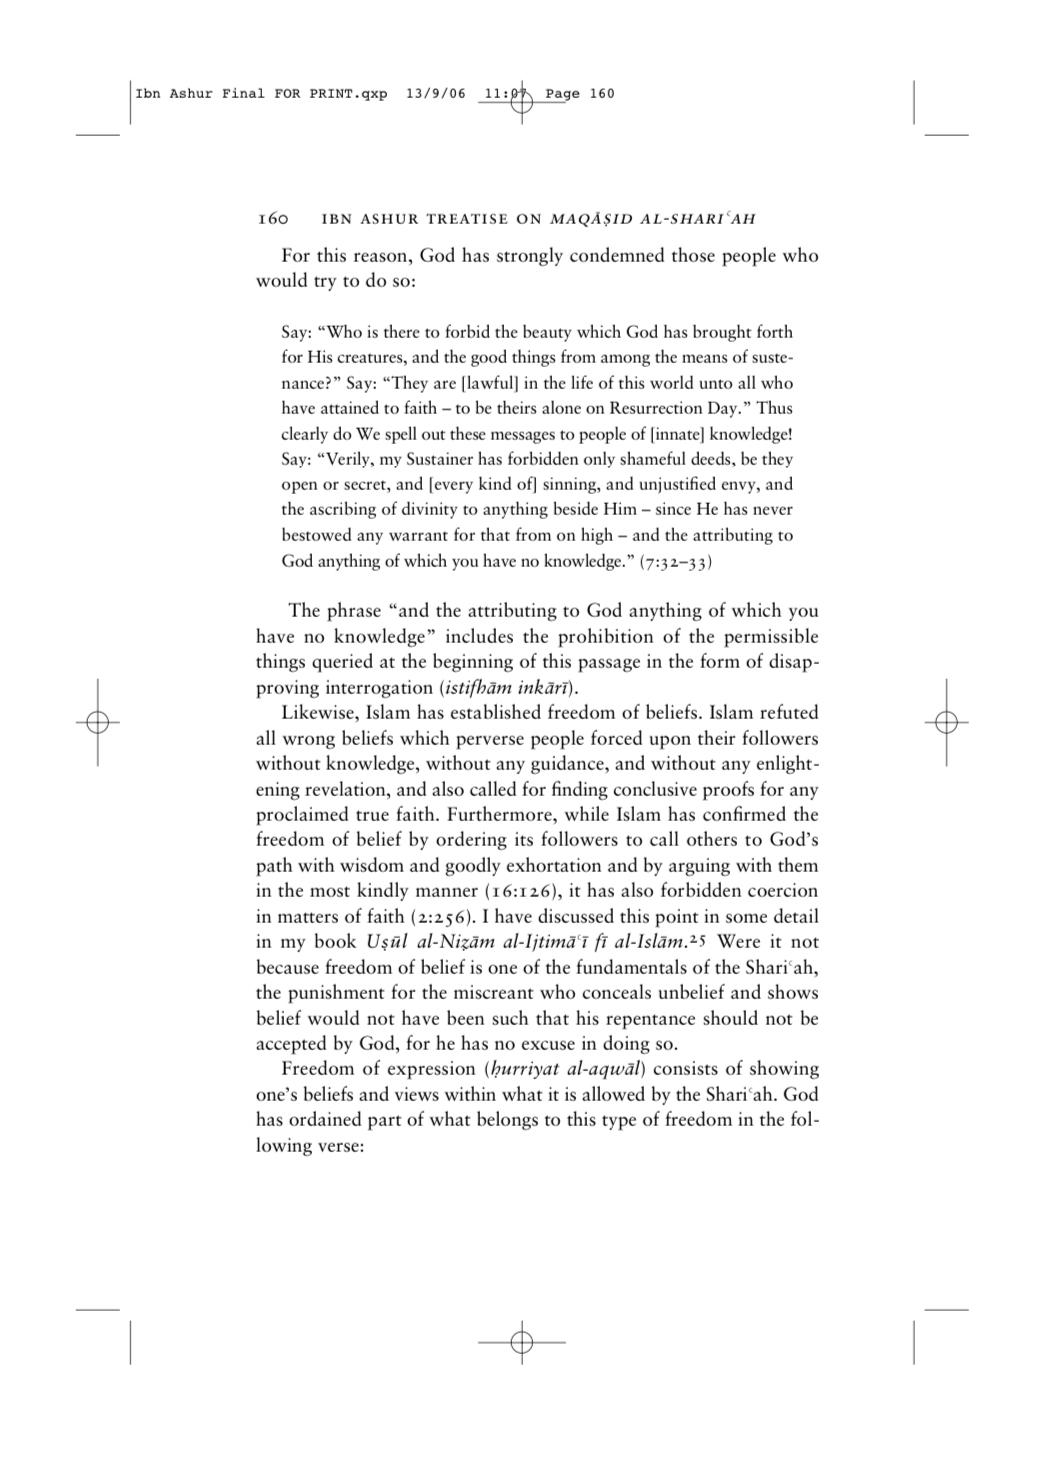 Ibn Ashur Final FOR PRINT.qxp 13/9/06 11:07 Page 160
160 IBN ASHUR TREATISE ON MAQĀṢID AL-SHARIʿAH
For this reason, God has strongly condemned those people who
would try to do so:
Say: “Who is there to forbid the beauty which God has brought forth
for His creatures, and the good things from among the means of suste-
nance?” Say: “They are [lawful] in the life of this world unto all who
have attained to faith – to be theirs alone on Resurrection Day.” Thus
clearly do We spell out these messages to people of [innate] knowledge!
Say: “Verily, my Sustainer has forbidden only shameful deeds, be they
open or secret, and [every kind of] sinning, and unjustified envy, and
the ascribing of divinity to anything beside Him – since He has never
bestowed any warrant for that from on high – and the attributing to
God anything of which you have no knowledge.” (7:32–33)
The phrase “and the attributing to God anything of which you
have no knowledge” includes the prohibition of the permissible
things queried at the beginning of this passage in the form of disap-
proving interrogation (istifhām inkārī).
Likewise, Islam has established freedom of beliefs. Islam refuted
all wrong beliefs which perverse people forced upon their followers
without knowledge, without any guidance, and without any enlight-
ening revelation, and also called for finding conclusive proofs for any
proclaimed true faith. Furthermore, while Islam has confirmed the
freedom of belief by ordering its followers to call others to God’s
path with wisdom and goodly exhortation and by arguing with them
in the most kindly manner (16:126), it has also forbidden coercion
in matters of faith (2:256). I have discussed this point in some detail
in my book Uṣūl al-Niẓām al-Ijtimāʿī fī al-Islām.25 Were it not
because freedom of belief is one of the fundamentals of the Shariʿah,
the punishment for the miscreant who conceals unbelief and shows
belief would not have been such that his repentance should not be
accepted by God, for he has no excuse in doing so.
Freedom of expression (ḥurriyat al-aqwāl) consists of showing
one’s beliefs and views within what it is allowed by the Shariʿah. God
has ordained part of what belongs to this type of freedom in the fol-
lowing verse: